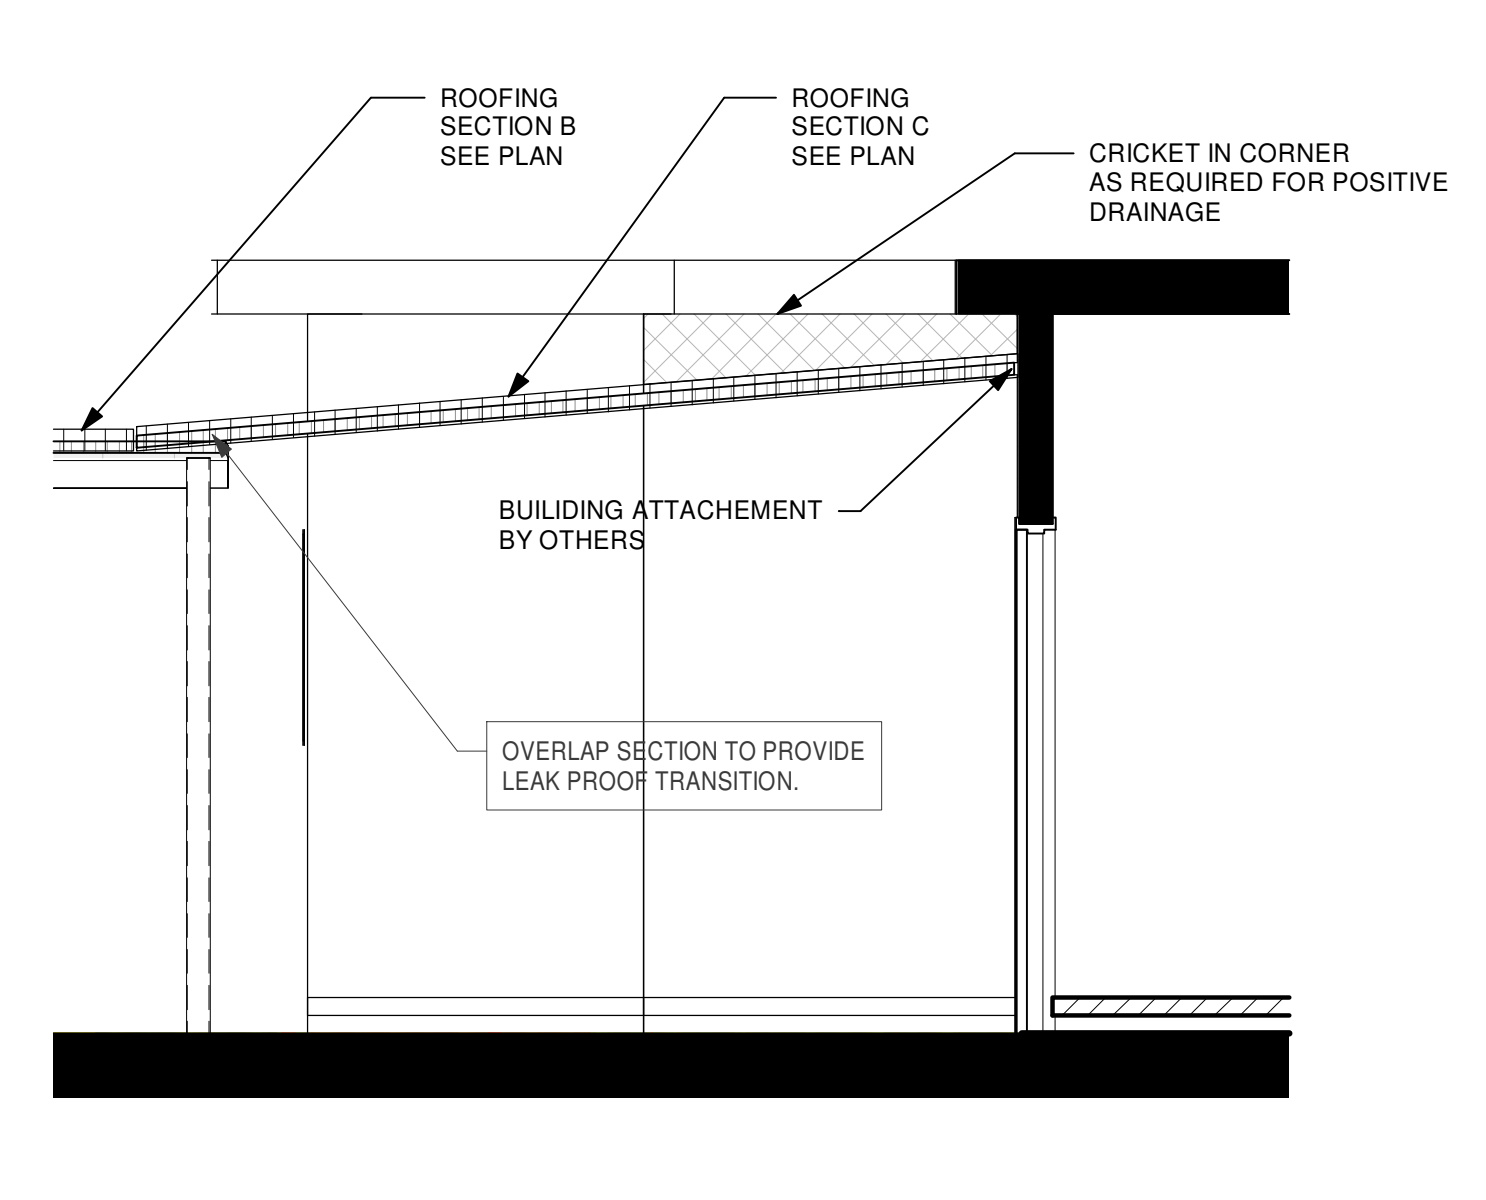 ROOFING
SECTION B
SEE PLAN
ROOFING
SECTION C
SEE PLAN
CRICKET IN CORNER
AS REQUIRED FOR POSITIVE
DRAINAGE
BUILIDING ATTACHEMENT
BY OTHERS
OVERLAP SECTION TO PROVIDE
LEAK PROOF TRANSITION.